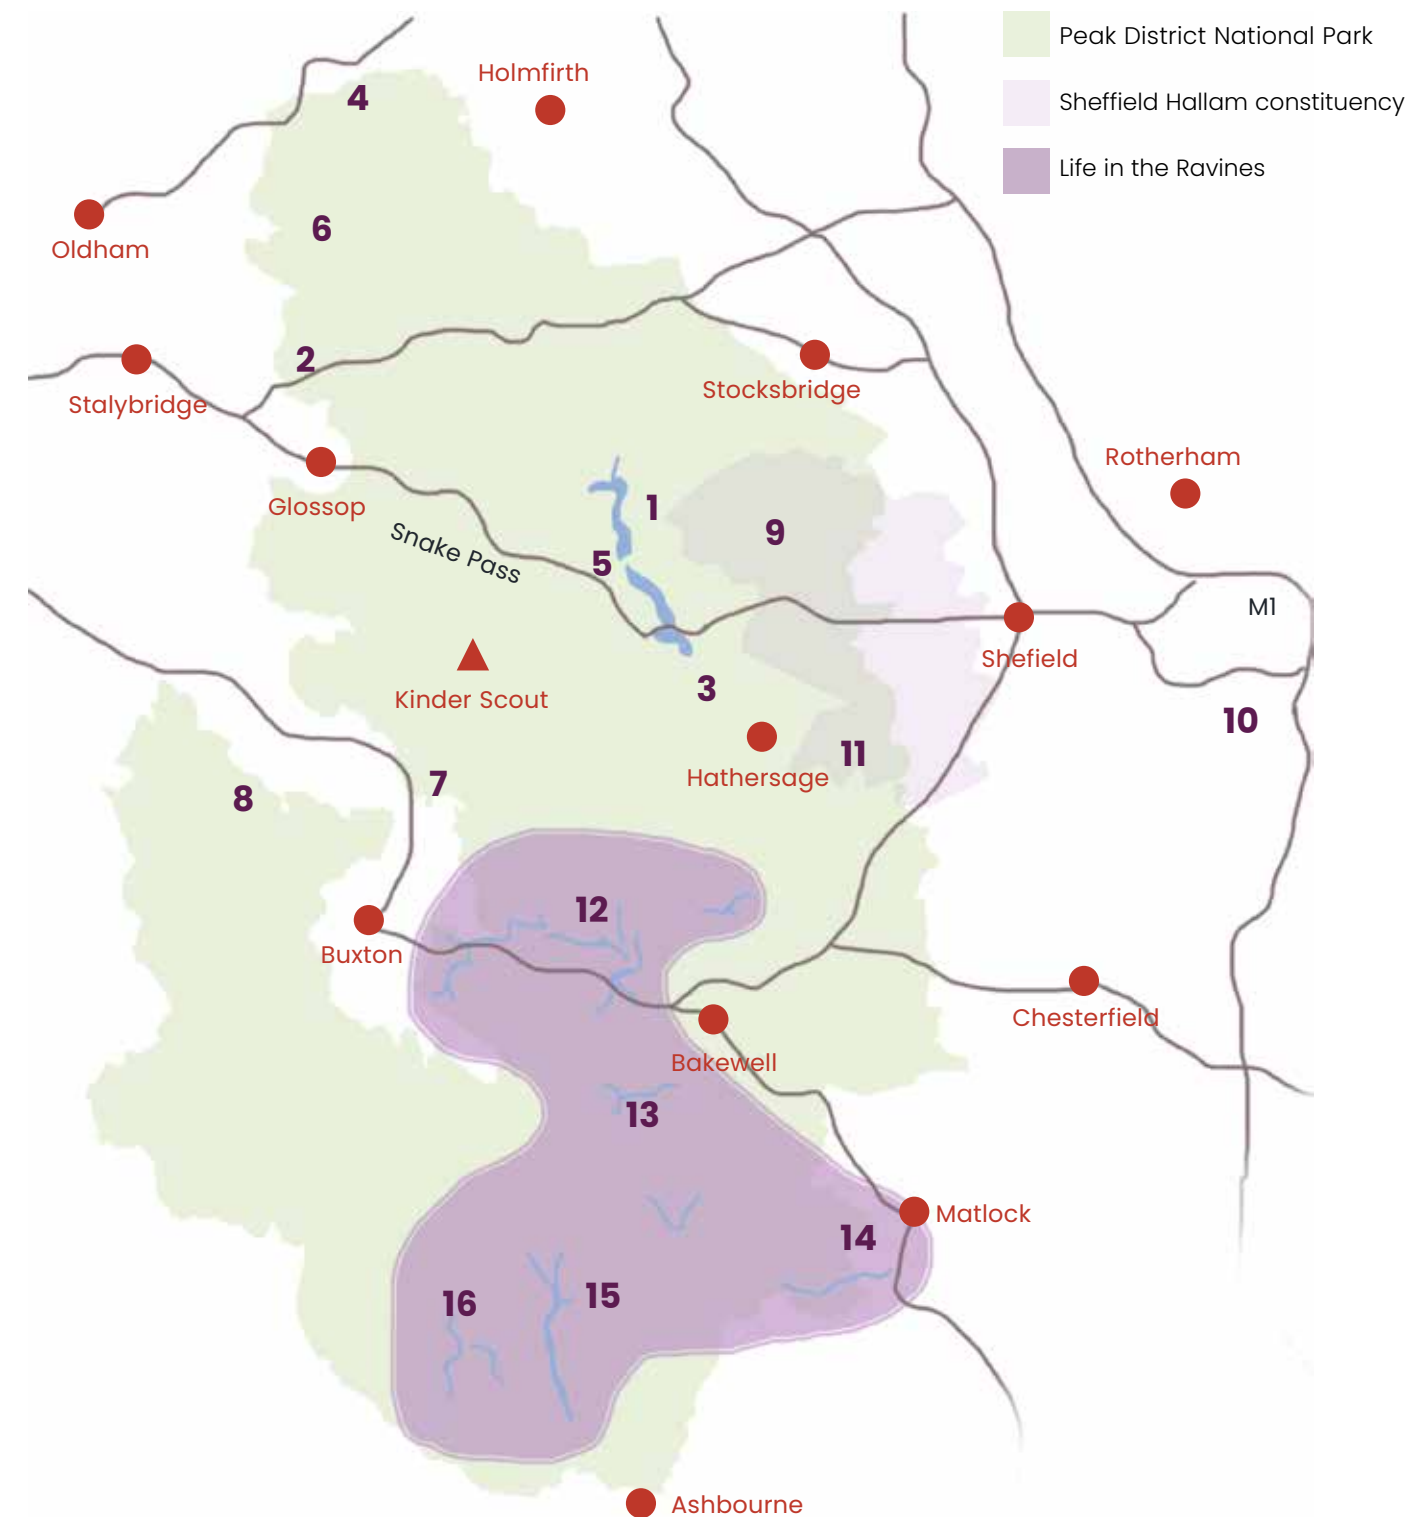 Peak District National Park
Holmfirth
4
Sheffield Hallam constituency
Life in the Ravines
6
Oldham
2
Stocksbridge
Stalybridge
Rotherham
Glossop
1
9
Snake Pass
5
M1
Shefield
3
Kinder Scout
10
11
7
Hathersage
8
12
Buxton
Chesterfield
Bakewell
13
Matlock
14
15
16
Ashbourne